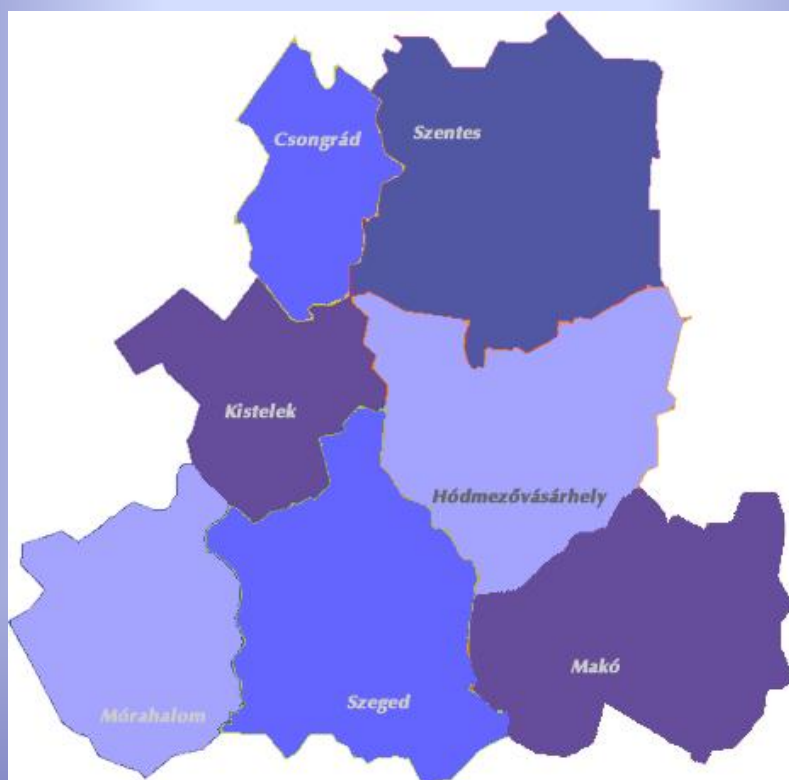 Csongrád
Szentes
Kistelek
Hódmezővásárhely
Makó
Szeged
Mórahalom